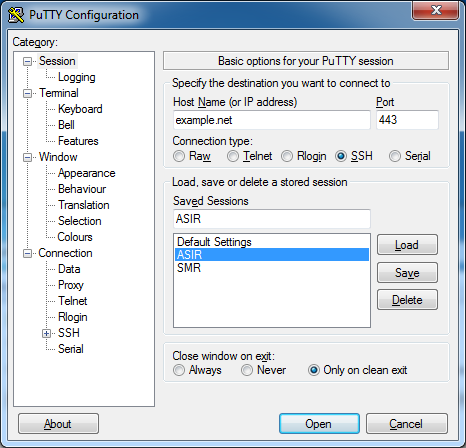 PuTTY Configuration
Category:
Session
Logging
Terminal
Keyboard
Bell
Features
Window
Appearance
Behaviour
Translation
Selection
Colours
Connection
Data
Proxy
Telnet
Rlogin
SSH
Serial
Basic options for your PuTTY session
Specify the destination you want to connect to
Host Name (or IP address) Port
example.net 443
Connection type:
Raw Telnet Rlogin SSH Serial
Load, save or delete a stored session
Saved Sessions
ASIR
Default Settings
ASIR
SMR
Load
Save
Delete
Close window on exit:
Always Never Only on clean exit
About Open Cancel